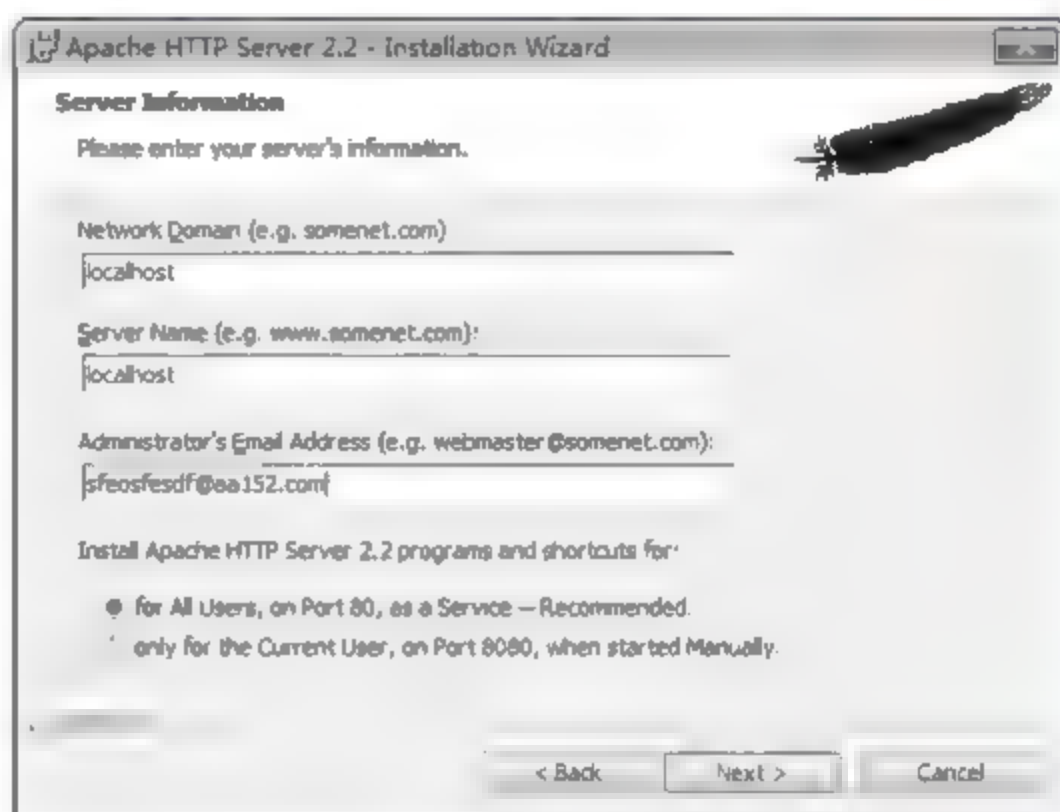 Apache HTTP Server 2.2 - Installation Wizard
Server Information
Please enter your server's information.
Network Domain (e.g. somenet.com)
localhost
Server Name (e.g. www.somenet.com):
localhost
Administrator's Email Address (e.g. webmaster@somenet.com):
sfeosfesdf@aa152.com
Install Apache HTTP Server 2.2 programs and shortcuts for:
for All Users, on Port 80, as a Service -- Recommended.
only for the Current User, on Port 8080, when started Manually.
< Back Next > Cancel